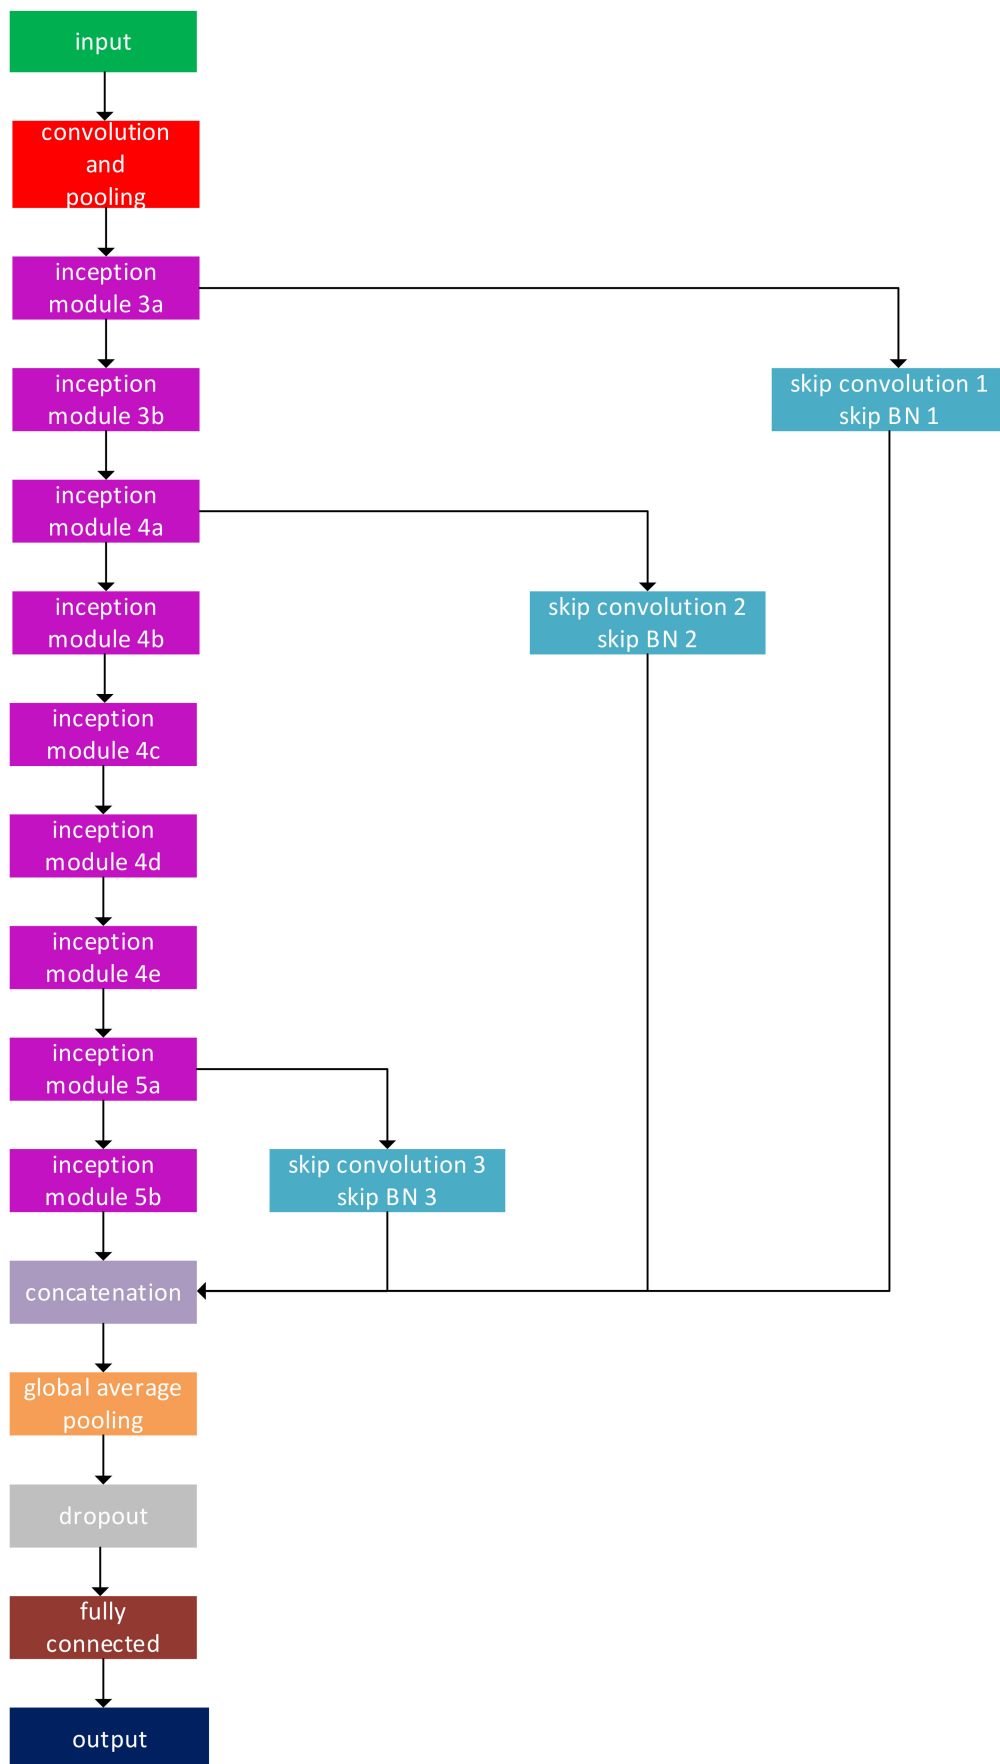 input
convolution
and
pooling
inception
module 3a
inception
module 3b
skip convolution 1
skip BN 1
inception
module 4a
inception
module 4b
skip convolution 2
skip BN 2
inception
module 4c
inception
module 4d
inception
module 4e
inception
module 5a
inception
module 5b
skip convolution 3
skip BN 3
concatenation
global average
pooling
dropout
fully
connected
output